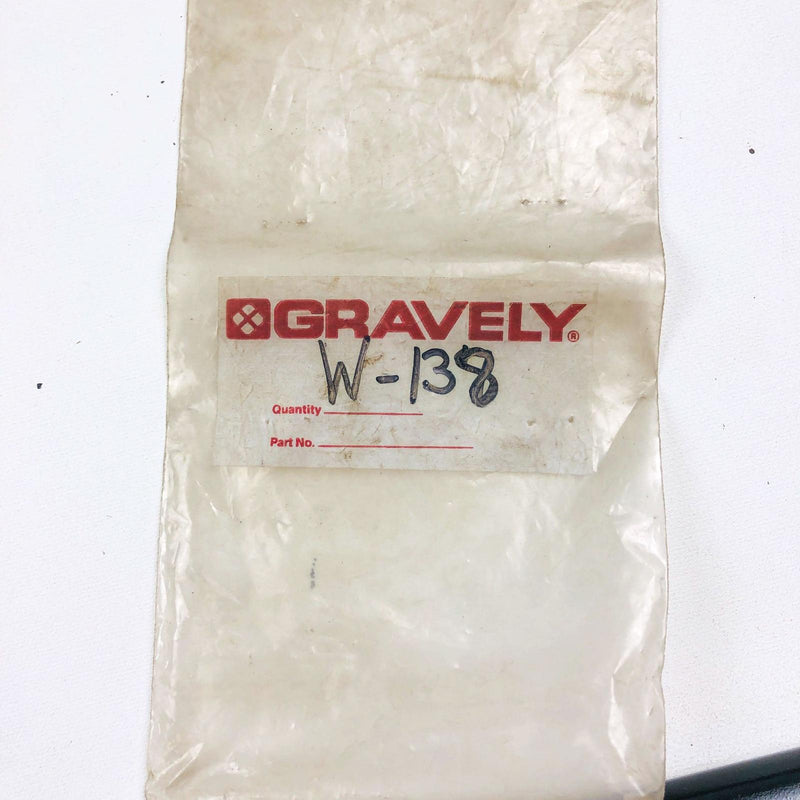 GRAVELY®
W-138
Quantity
Part No.